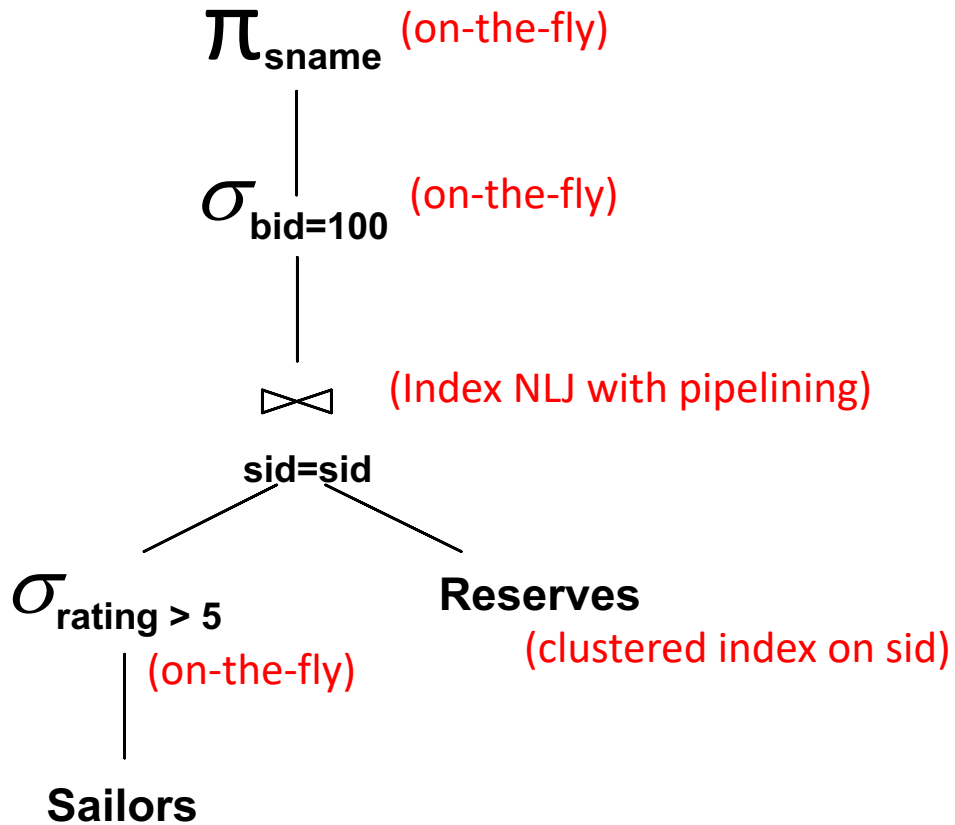 π sname (on-the-fly)
σ bid=100 (on-the-fly)
⋈ (Index NLJ with pipelining)
sid=sid
σ rating > 5
Reserves
(on-the-fly)
(clustered index on sid)
Sailors